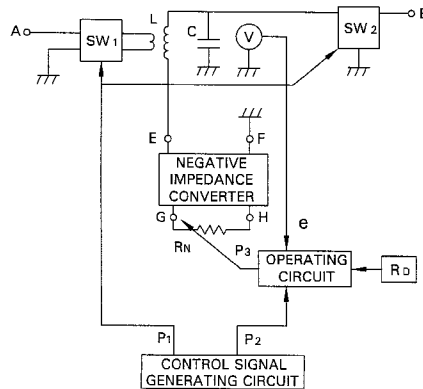 A
SW1
L
C
V
SW2
B
E
F
NEGATIVE
IMPEDANCE
CONVERTER
G
H
RN
P3
e
OPERATING
CIRCUIT
RD
P1
P2
CONTROL SIGNAL
GENERATING CIRCUIT